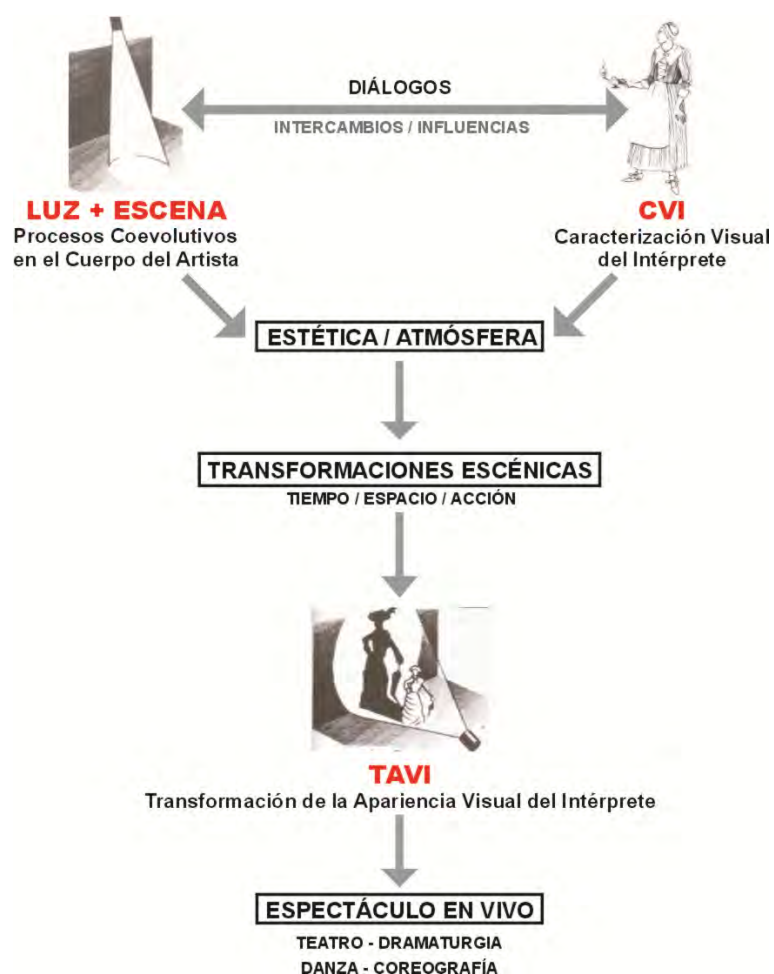 DIÁLOGOS
INTERCAMBIOS / INFLUENCIAS
LUZ + ESCENA
Procesos Coevolutivos
en el Cuerpo del Artista
CVI
Caracterización Visual
del Intérprete
ESTÉTICA / ATMÓSFERA
TRANSFORMACIONES ESCÉNICAS
TIEMPO / ESPACIO / ACCIÓN
TAVI
Transformación de la Apariencia Visual del Intérprete
ESPECTÁCULO EN VIVO
TEATRO - DRAMATURGIA
DANZA - COREOGRAFÍA